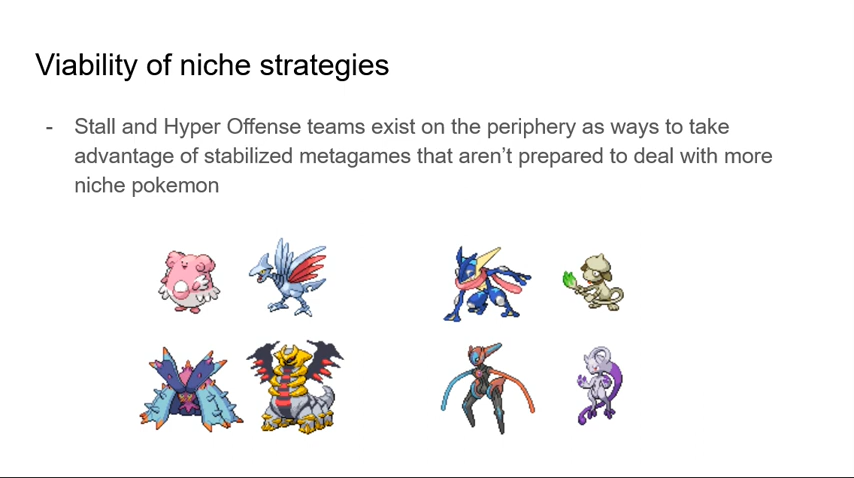 Viability of niche strategies
- Stall and Hyper Offense teams exist on the periphery as ways to take
advantage of stabilized metagames that aren’t prepared to deal with more
niche pokemon